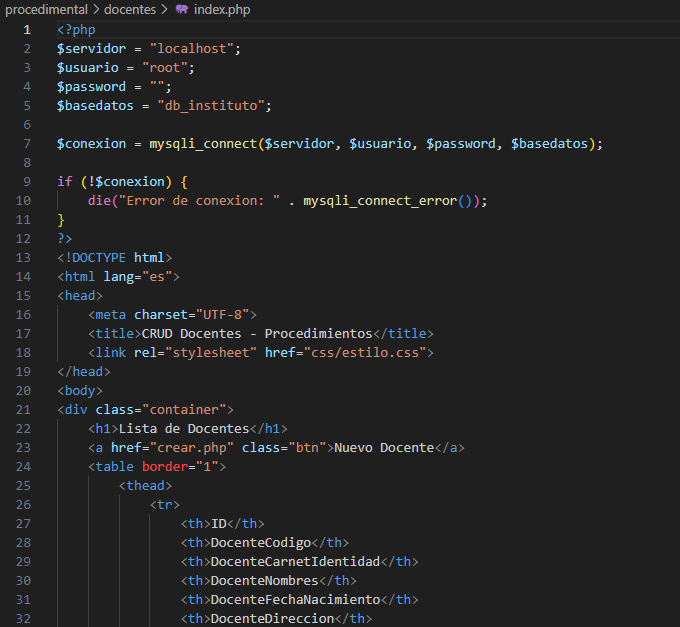 procedimental > docentes > index.php
1 <?php
2 $servidor = "localhost";
3 $usuario = "root";
4 $password = "";
5 $basedatos = "db_instituto";
6
7 $conexion = mysqli_connect($servidor, $usuario, $password, $basedatos);
8
9 if (!$conexion) {
10     die("Error de conexion: " . mysqli_connect_error());
11 }
12 ?>
13 <!DOCTYPE html>
14 <html lang="es">
15 <head>
16     <meta charset="UTF-8">
17     <title>CRUD Docentes - Procedimientos</title>
18     <link rel="stylesheet" href="css/estilo.css">
19 </head>
20 <body>
21 <div class="container">
22     <h1>Lista de Docentes</h1>
23     <a href="crear.php" class="btn">Nuevo Docente</a>
24     <table border="1">
25         <thead>
26             <tr>
27                 <th>ID</th>
28                 <th>DocenteCodigo</th>
29                 <th>DocenteCarnetIdentidad</th>
30                 <th>DocenteNombres</th>
31                 <th>DocenteFechaNacimiento</th>
32                 <th>DocenteDireccion</th>